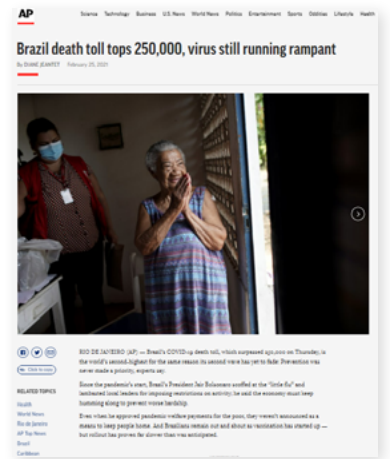 AP
Science Technology Business U.S. News World News Politics Entertainment Sports Oddities Lifestyle Health
Brazil death toll tops 250,000, virus still running rampant
By DIANE JEANTET February 25, 2021
RIO DE JANEIRO (AP) — Brazil's COVID-19 death toll, which surpassed 250,000 on Thursday, is
the world's second-highest for the same reason its second wave has yet to fade: Prevention was
never made a priority, experts say.
Since the pandemic's start, Brazil's President Jair Bolsonaro scoffed at the "little flu" and
lambasted local leaders for imposing restrictions on activity; he said the economy must keep
humming along to prevent worse hardship.
Even when he approved pandemic welfare payments for the poor, they weren't announced as a
means to keep people home. And Brazilians remain out and about as vaccination has started —
but rollout has proven far slower than was anticipated.
Click to copy
RELATED TOPICS
Health
World News
Rio de Janeiro
AP Top News
Brazil
Caribbean